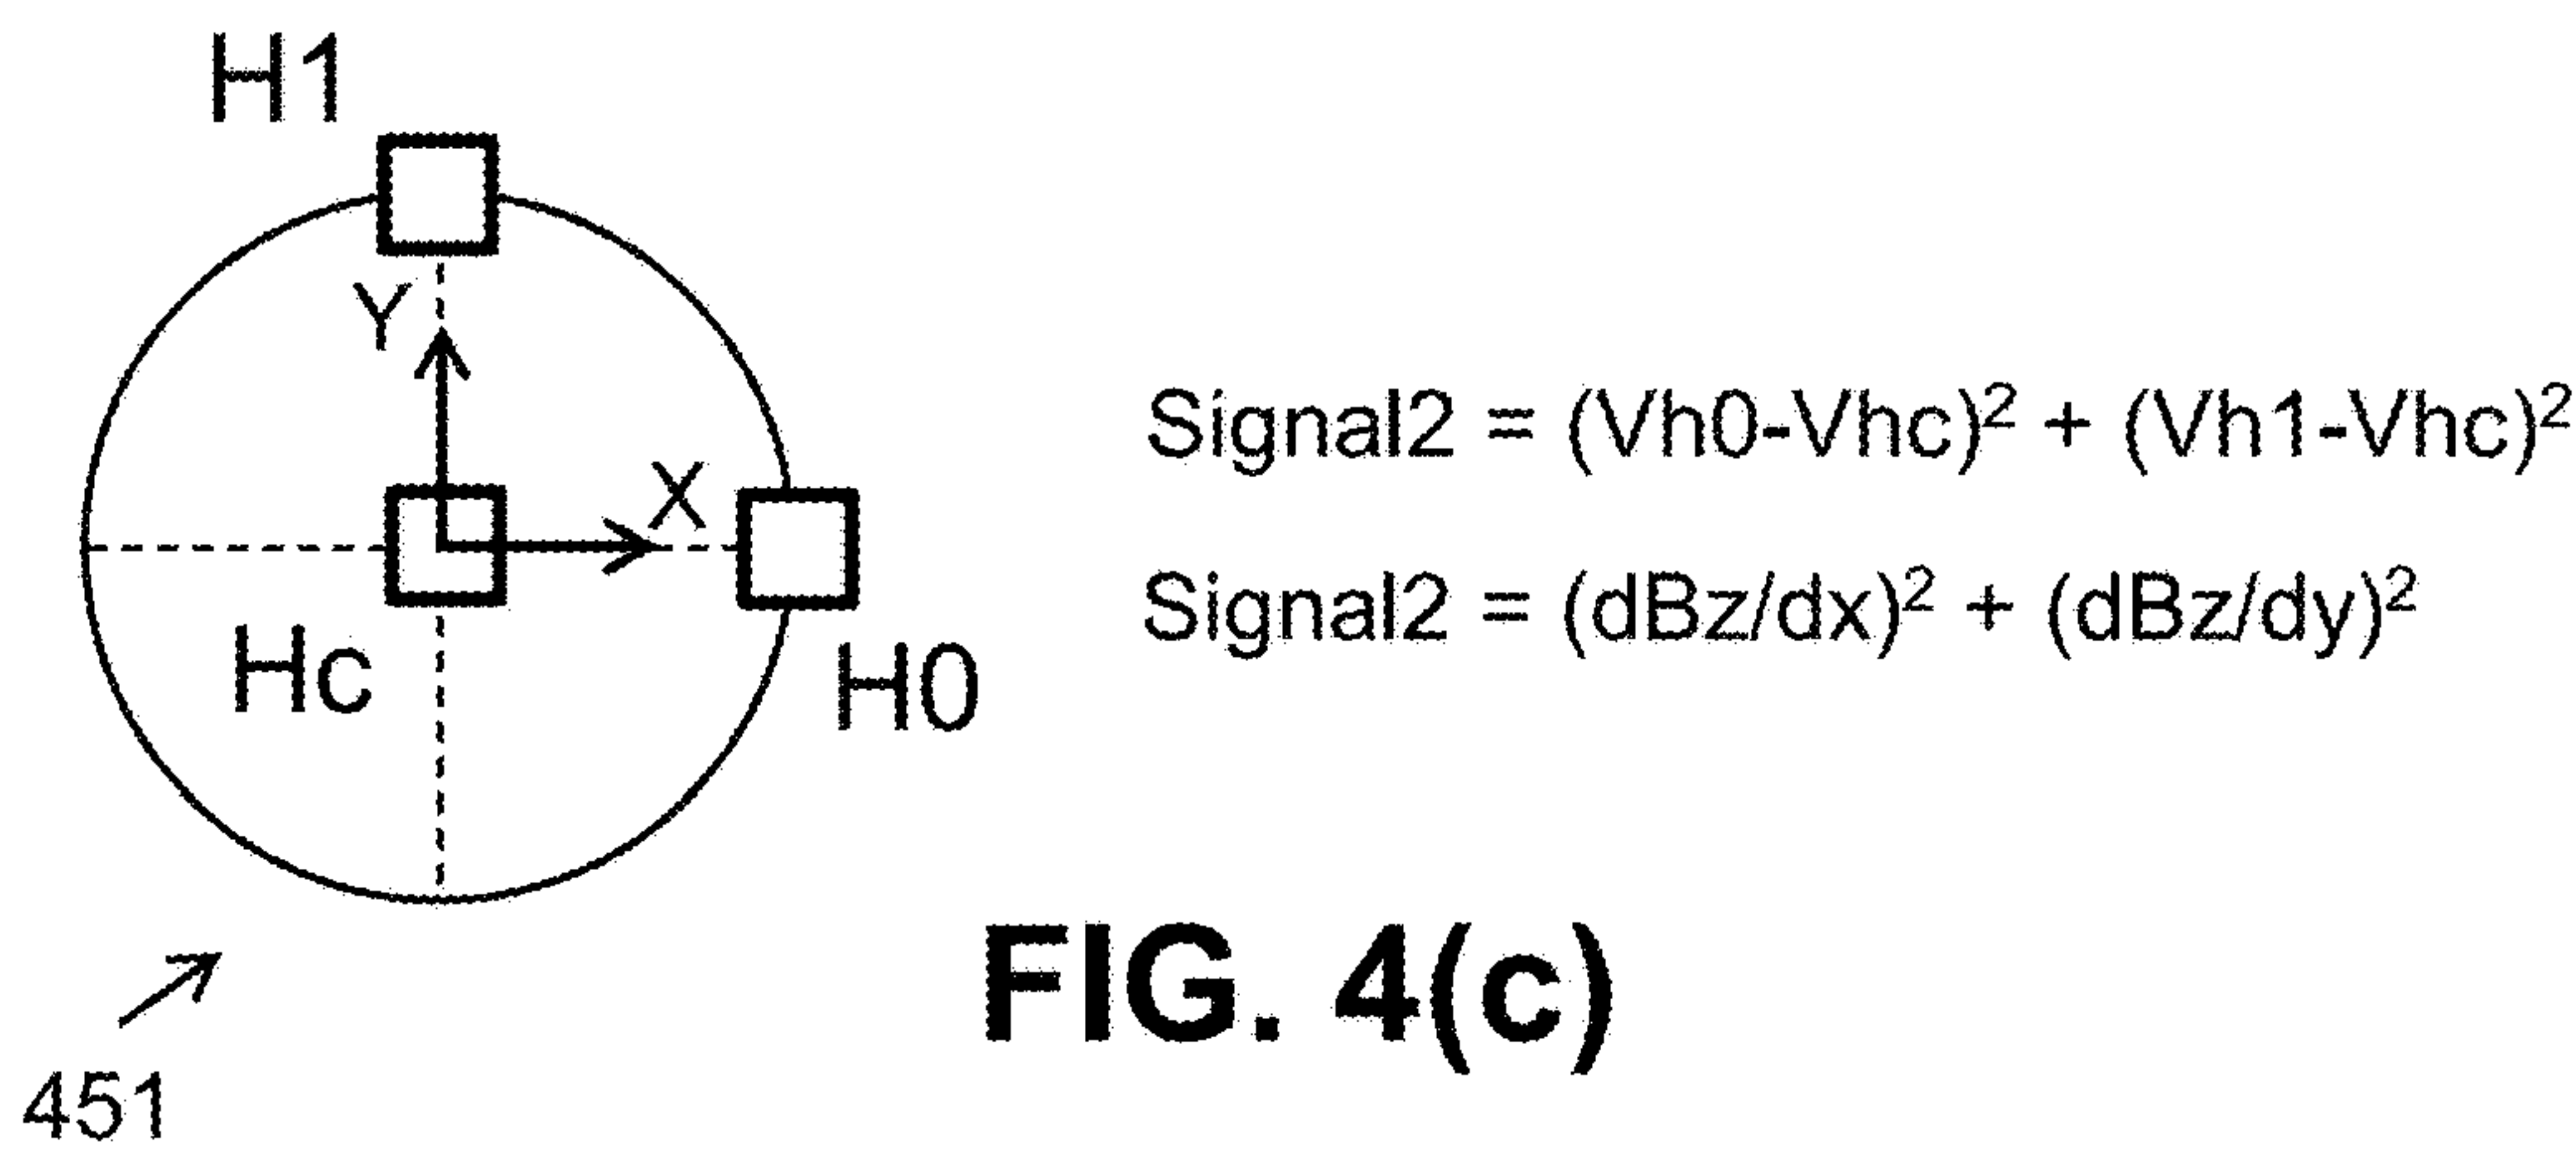 H1
Y
X
Hc
H0
Signal2 = (Vh0-Vhc)²  + (Vh1-Vhc)²
Signal2 = (dBz/dx)² + (dBz/dy)²
451
FIG. 4(c)